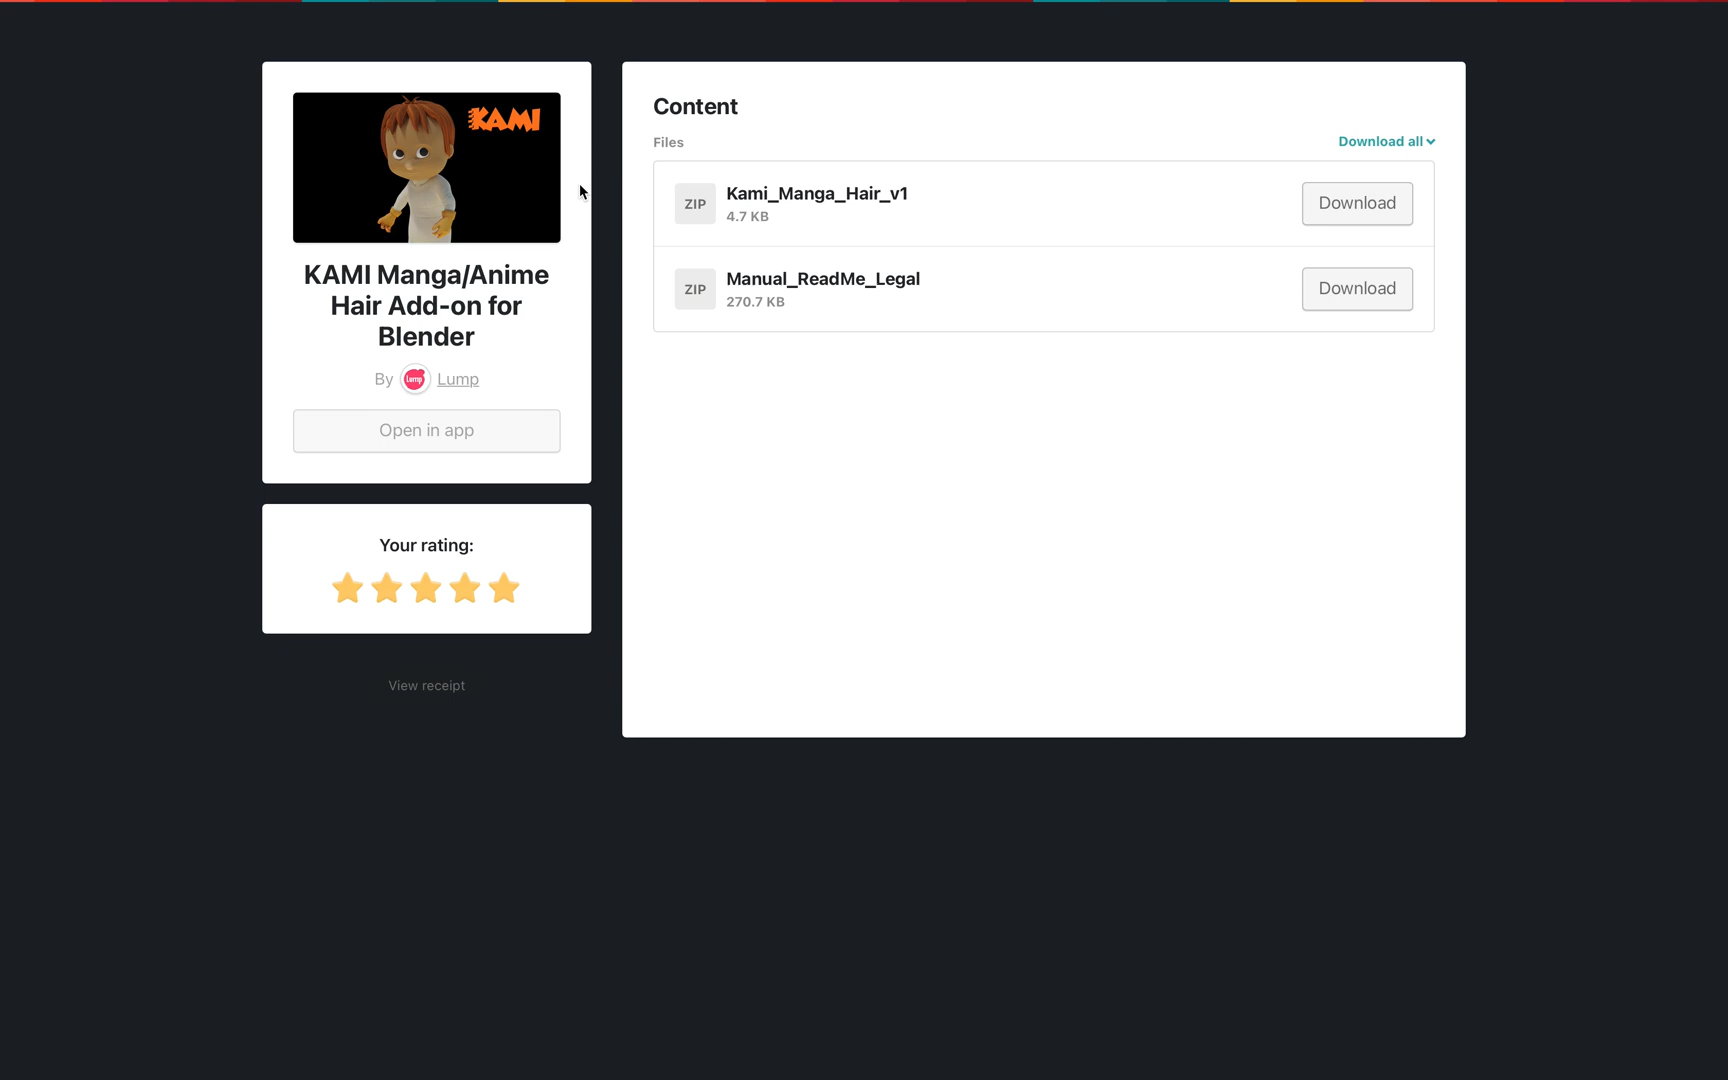 KAMI
KAMI Manga/Anime
Hair Add-on for
Blender
By Lump Lump
Open in app
Your rating:
View receipt
Content
Files
Download all
ZIP
Kami_Manga_Hair_v1
4.7 KB
Download
ZIP
Manual_ReadMe_Legal
270.7 KB
Download